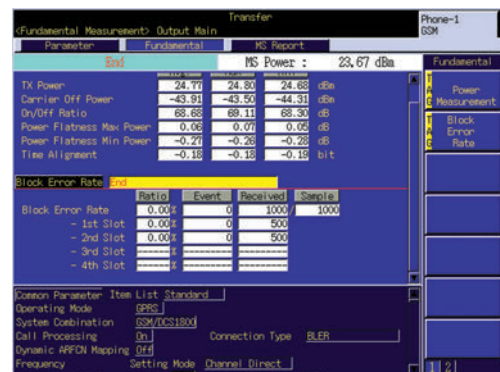 Transfer
Phone-1
<Fundamental Measurement> Output Main
GSM
Parameter Fundamental MS Report
End MS Power : 23.67 dBm Fundamental
TX Power 24.77 24.80 24.68 dBm
Carrier Off Power -43.91 -43.50 -44.31 dBm
On/Off Ratio 68.68 69.11 68.30 dB
Power Flatness Max Power 0.06 0.07 0.05 dB
Power Flatness Min Power -0.27 -0.26 -0.28 dB
Time Alignment -0.18 -0.18 -0.19 bit
TAG Power Measurement
TAG Block Error Rate
Block Error Rate End
Ratio Event Received Sample
Block Error Rate 0.00% 0 1000/ 1000
- 1st Slot 0.00% 0 500
- 2nd Slot 0.00% 0 500
- 3rd Slot ------% ------ ------
- 4th Slot ------% ------ ------
Common Parameter Item List Standard
Operating Mode GPRS
System Combination GSM/DCS1800
Call Processing On Connection Type BLER
Dynamic ARFCN Mapping Off
Frequency Setting Mode Channel Direct
1 2